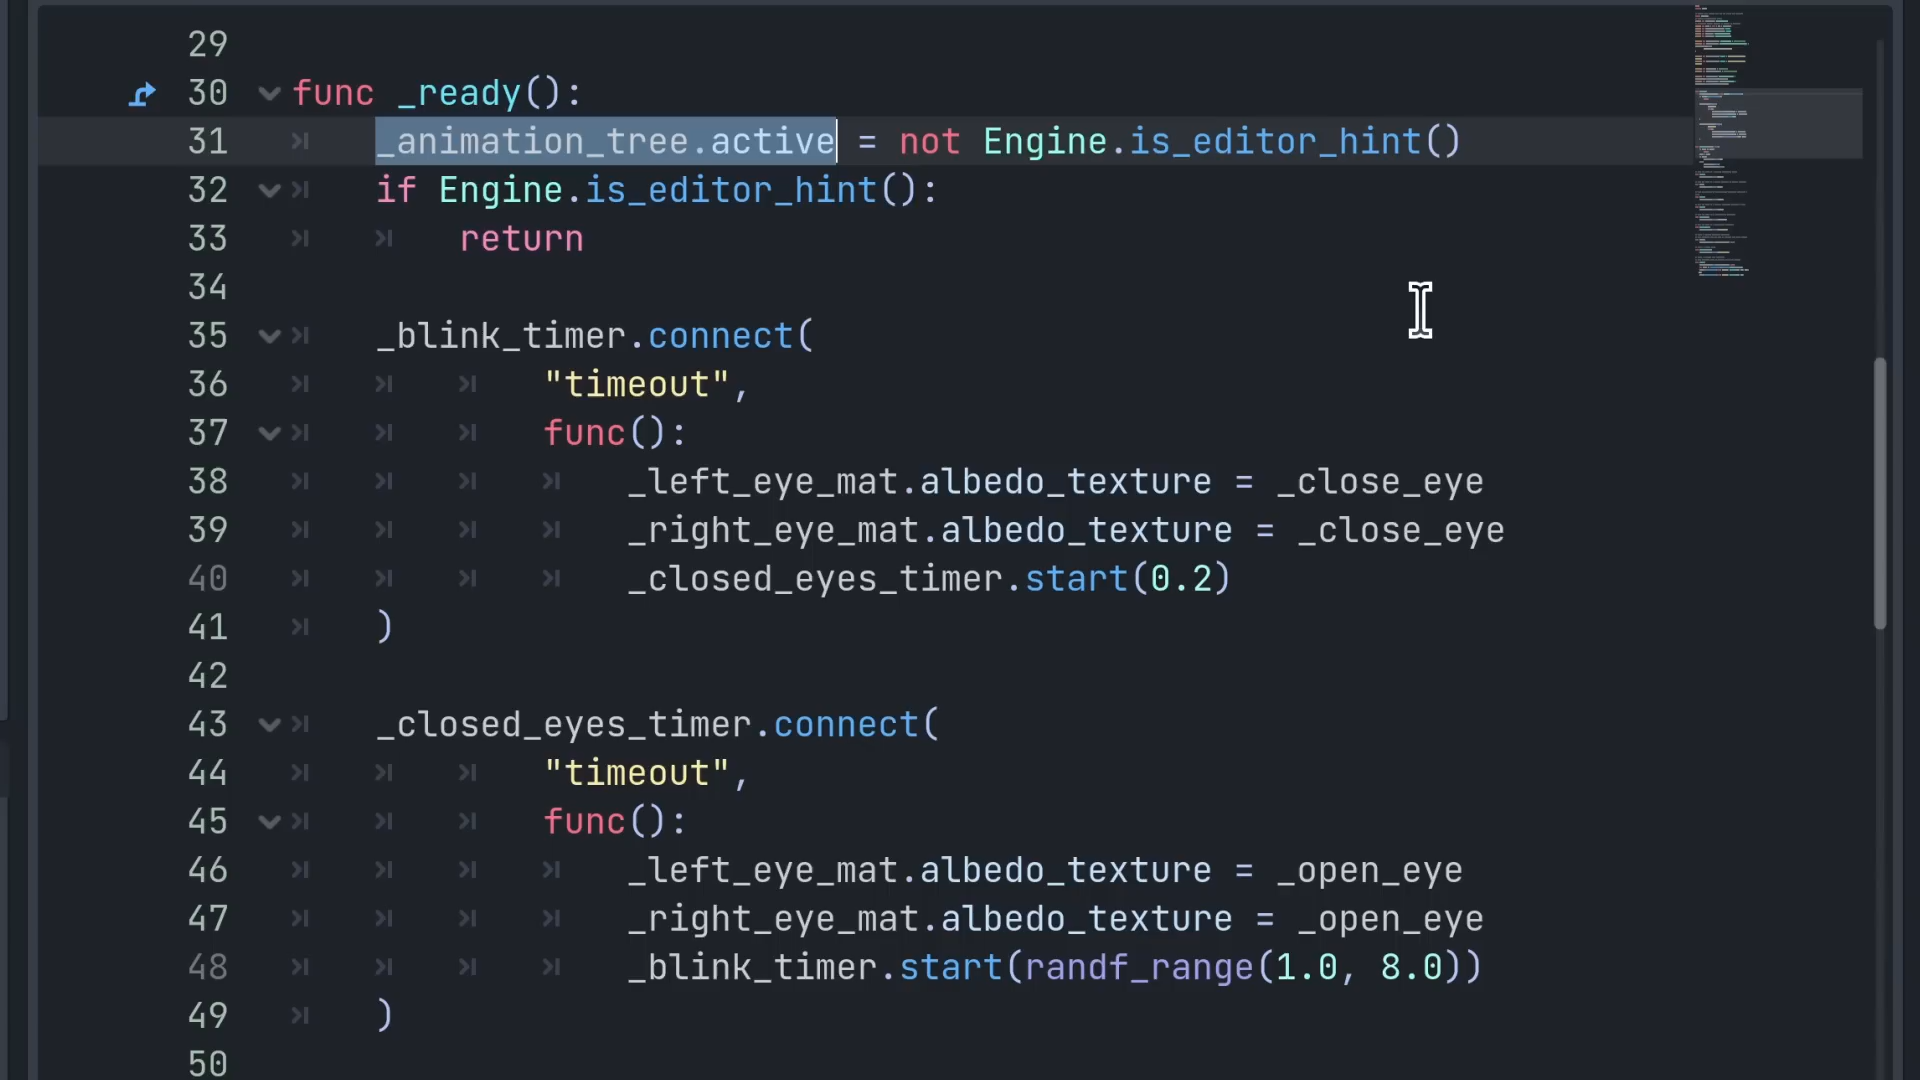 29
30 func _ready():
31 _animation_tree.active = not Engine.is_editor_hint()
32 if Engine.is_editor_hint():
33 return
34
35 _blink_timer.connect(
36 "timeout",
37 func():
38 _left_eye_mat.albedo_texture = _close_eye
39 _right_eye_mat.albedo_texture = _close_eye
40 _closed_eyes_timer.start(0.2)
41 )
42
43 _closed_eyes_timer.connect(
44 "timeout",
45 func():
46 _left_eye_mat.albedo_texture = _open_eye
47 _right_eye_mat.albedo_texture = _open_eye
48 _blink_timer.start(randf_range(1.0, 8.0))
49 )
50